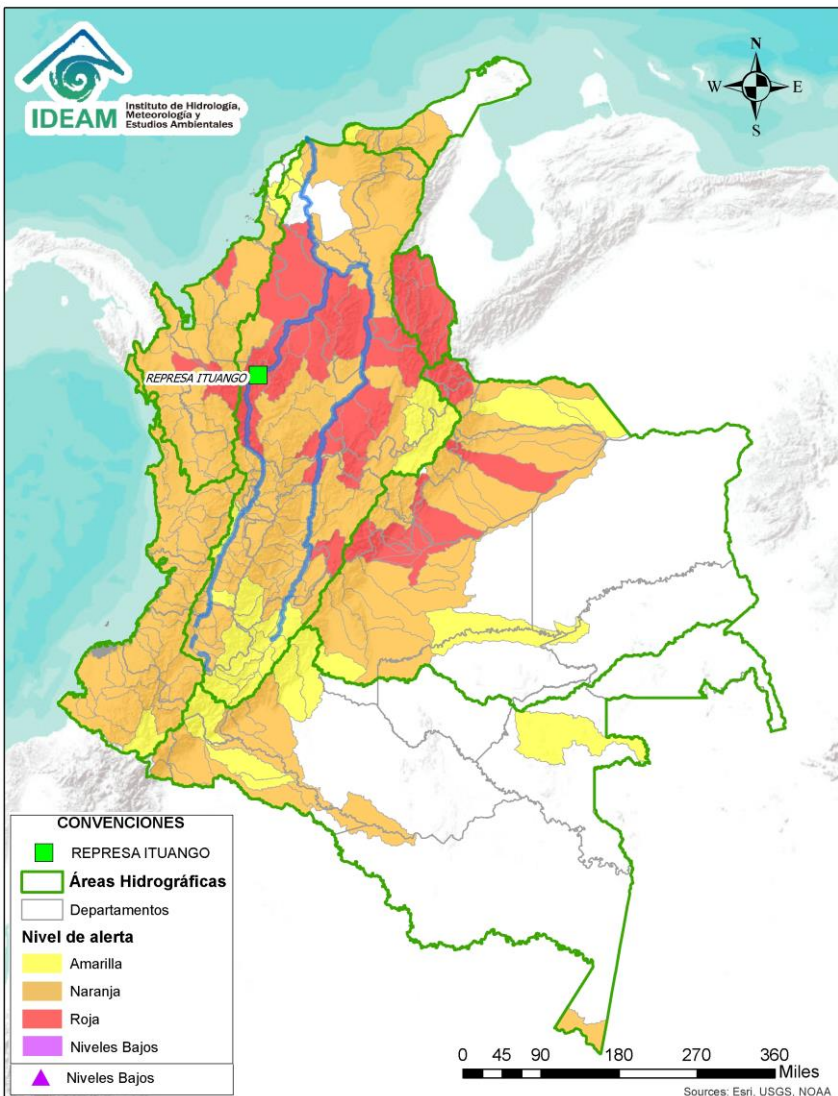 IDEAM
Instituto de Hidrología,
Meteorología y
Estudios Ambientales
N
W
E
S
REPRESA ITUANGO
CONVENCIONES
REPRESA ITUANGO
Áreas Hidrográficas
Departamentos
Nivel de alerta
Amarilla
Naranja
Roja
Niveles Bajos
Niveles Bajos
0 45 90 180 270 360
Miles
Sources: Esri, USGS, NOAA